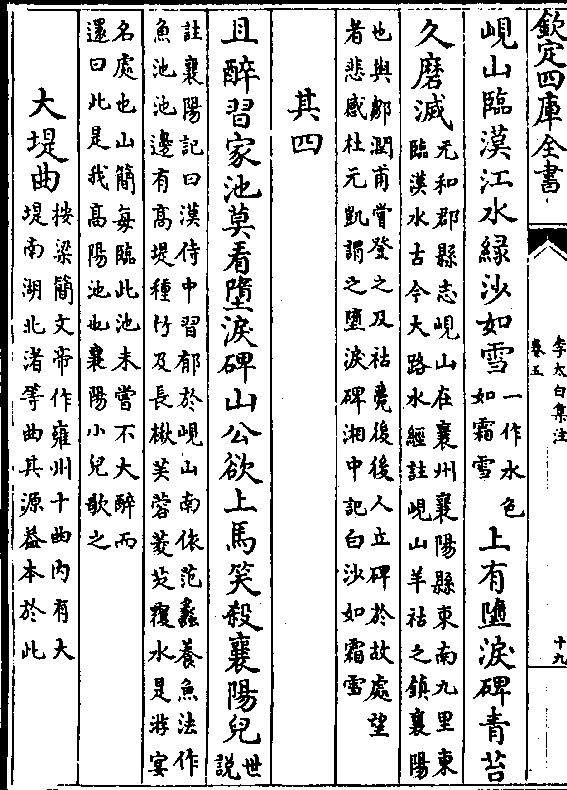 欽定四庫全書
李太白集注
卷五
十九
峴山臨漢江水緑沙如雪一作水色如霜雪上有墮淚碑青苔
久磨滅元和郡縣志峴山在襄州襄陽縣東南九里東臨漢水古今大路水經註峴山羊祜之鎮襄陽
也與鄒潤甫嘗登之及祜薨後後人立碑於故處望者悲感杜元凱謂之墮淚碑湘中記白沙如霜雪
其四
且醉習家池莫看墮淚碑山公欲上馬笑殺襄陽兒世説
註襄陽記曰漢侍中習郁於峴山南依范蠡養魚法作魚池池邊有高堤種竹及長楸芙蓉菱芡覆水是游宴
名處也山簡每臨此池未嘗不大醉而還曰此是我高陽池也襄陽小兒歌之
大堤曲按梁簡文帝作雍州十曲内有大堤南湖北渚等曲其源蓋本於此